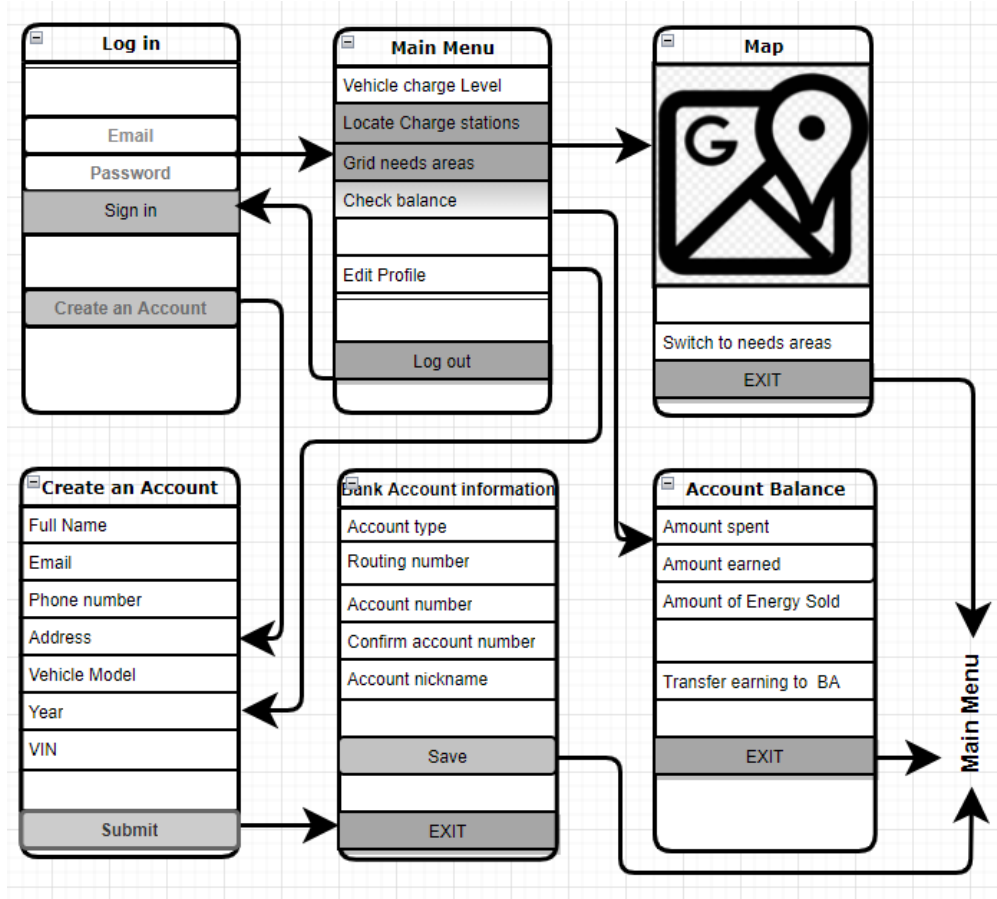 Log in
Email
Password
Sign in
Create an Account
Main Menu
Vehicle charge Level
Locate Charge stations
Grid needs areas
Check balance
Edit Profile
Log out
Map
G
Switch to needs areas
EXIT
Create an Account
Full Name
Email
Phone number
Address
Vehicle Model
Year
VIN
Submit
Bank Account information
Account type
Routing number
Account number
Confirm account number
Account nickname
Save
EXIT
Account Balance
Amount spent
Amount earned
Amount of Energy Sold
Transfer earning to BA
EXIT
Main Menu